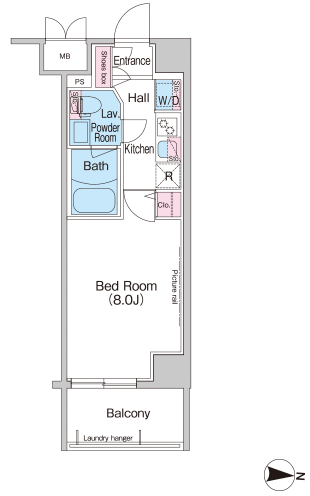 MB
Entrance
Shoes box
PS
Sto.
Hall
Sto.
W/D
Lav.
Powder
Room
Kitchen
Sto.
Bath
R
Clo.
Bed Room
(8.0J)
Picture rail
Balcony
Laundry hanger
N